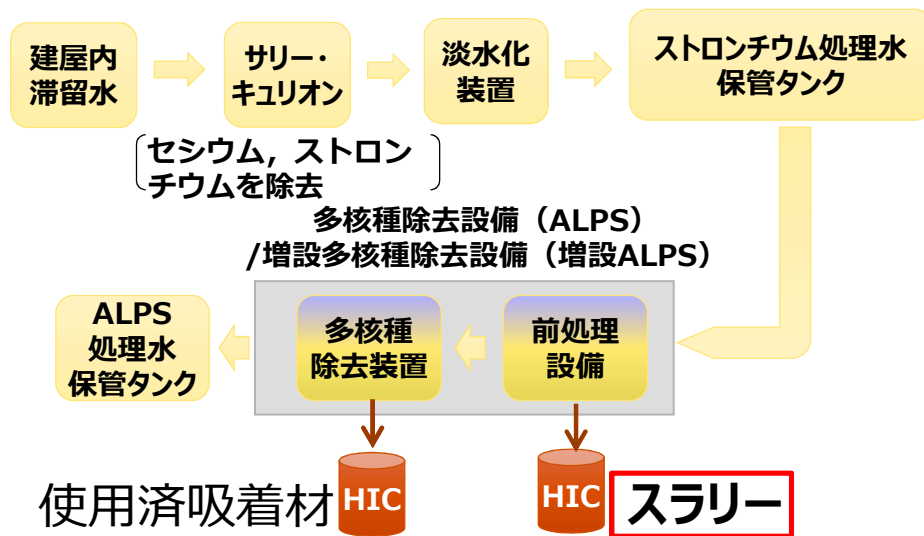 建屋内
滞留水
サリー・
キュリオン
淡水化
装置
ストロンチウム処理水
保管タンク
セシウム，ストロン
チウムを除去
多核種除去設備（ALPS）
/増設多核種除去設備（増設ALPS）
ALPS
処理水
保管タンク
多核種
除去装置
前処理
設備
使用済吸着材
HIC
HIC
スラリー